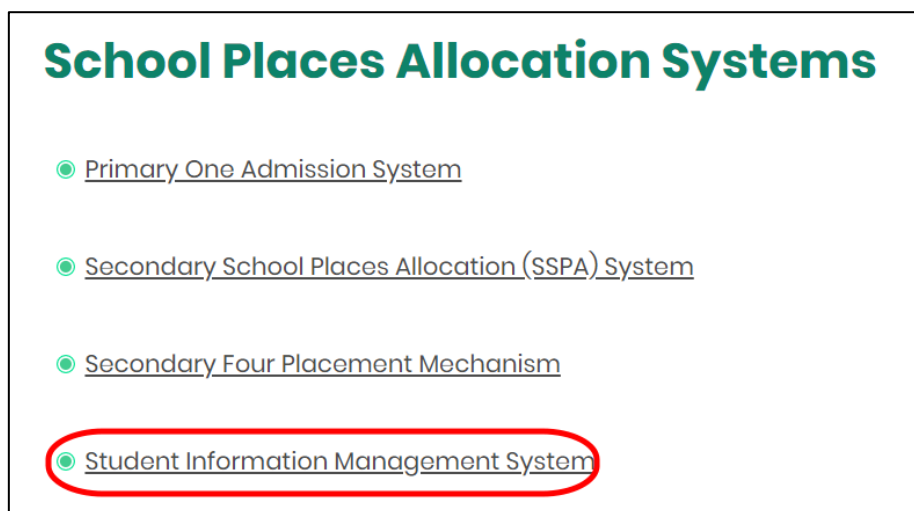 School Places Allocation Systems
Primary One Admission System
Secondary School Places Allocation (SSPA) System
Secondary Four Placement Mechanism
Student Information Management System